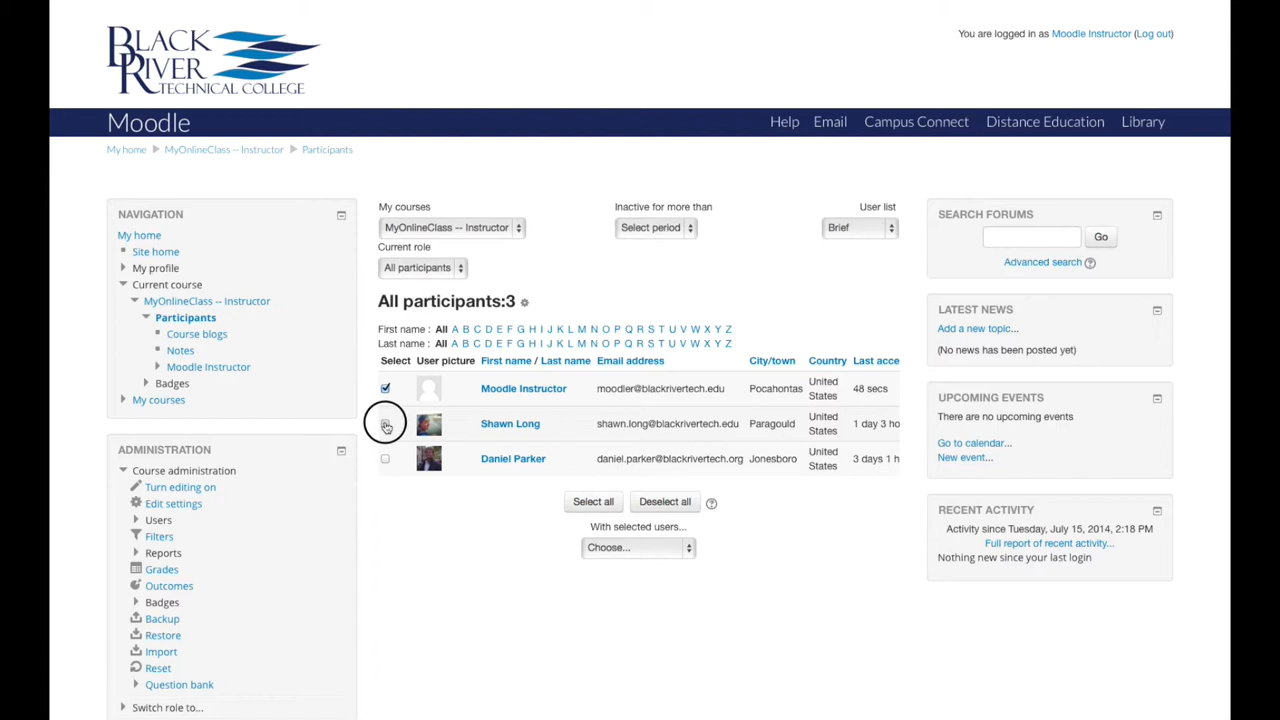 BLACK
RIVER
TECHNICAL COLLEGE
You are logged in as Moodle Instructor (Log out)
Moodle
Help Email Campus Connect Distance Education Library
My home MyOnlineClass -- Instructor Participants
NAVIGATION
My home
Site home
My profile
Current course
MyOnlineClass -- Instructor
Participants
Course blogs
Notes
Moodle Instructor
Badges
My courses
ADMINISTRATION
Course administration
Turn editing on
Edit settings
Users
Filters
Reports
Grades
Outcomes
Badges
Backup
Restore
Import
Reset
Question bank
Switch role to...
My courses Inactive for more than User list
MyOnlineClass -- Instructor Select period Brief
Current role
All participants
All participants:3
First name : All A B C D E F G H I J K L M N O P Q R S T U V W X Y Z
Last name : All A B C D E F G H I J K L M N O P Q R S T U V W X Y Z
Select User picture First name / Last name Email address City/town Country Last acce
Moodle Instructor moodler@blackrivertech.edu Pocahontas United States 48 secs
Shawn Long shawn.long@blackrivertech.edu Paragould United States 1 day 3 ho
Daniel Parker daniel.parker@blackrivertech.org Jonesboro United States 3 days 1 h
Select all Deselect all ?
With selected users...
Choose...
SEARCH FORUMS
Go
Advanced search ?
LATEST NEWS
Add a new topic...
(No news has been posted yet)
UPCOMING EVENTS
There are no upcoming events
Go to calendar...
New event...
RECENT ACTIVITY
Activity since Tuesday, July 15, 2014, 2:18 PM
Full report of recent activity...
Nothing new since your last login